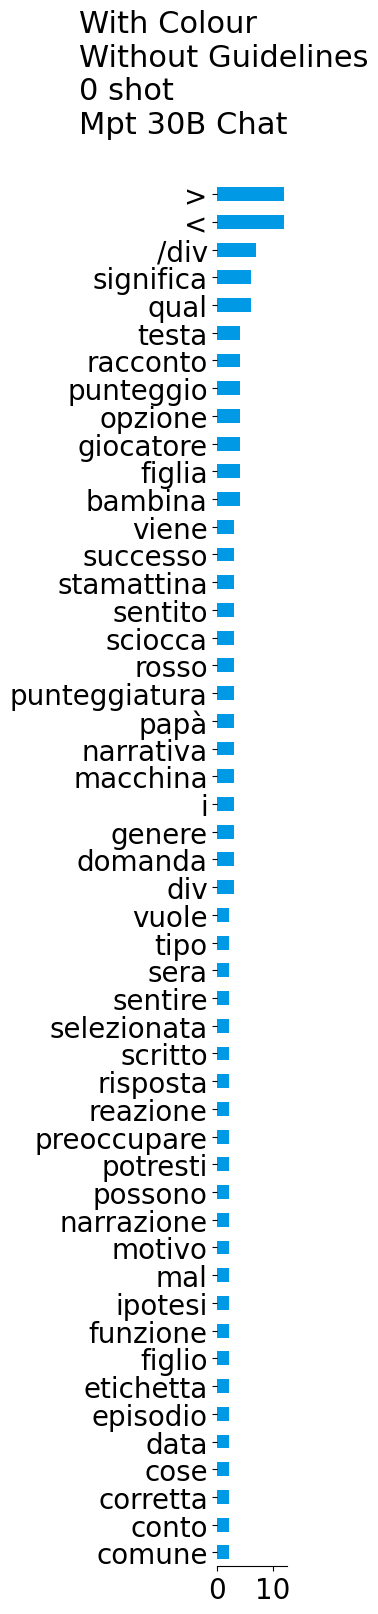 With Colour
Without Guidelines
0 shot
Mpt 30B Chat
>
<
/div
significa
qual
testa
racconto
punteggio
opzione
giocatore
figlia
bambina
viene
successo
stamattina
sentito
sciocca
rosso
punteggiatura
papà
narrativa
macchina
i
genere
domanda
div
vuole
tipo
sera
sentire
selezionata
scritto
risposta
reazione
preoccupare
potresti
possono
narrazione
motivo
mal
ipotesi
funzione
figlio
etichetta
episodio
data
cose
corretta
conto
comune
0 10